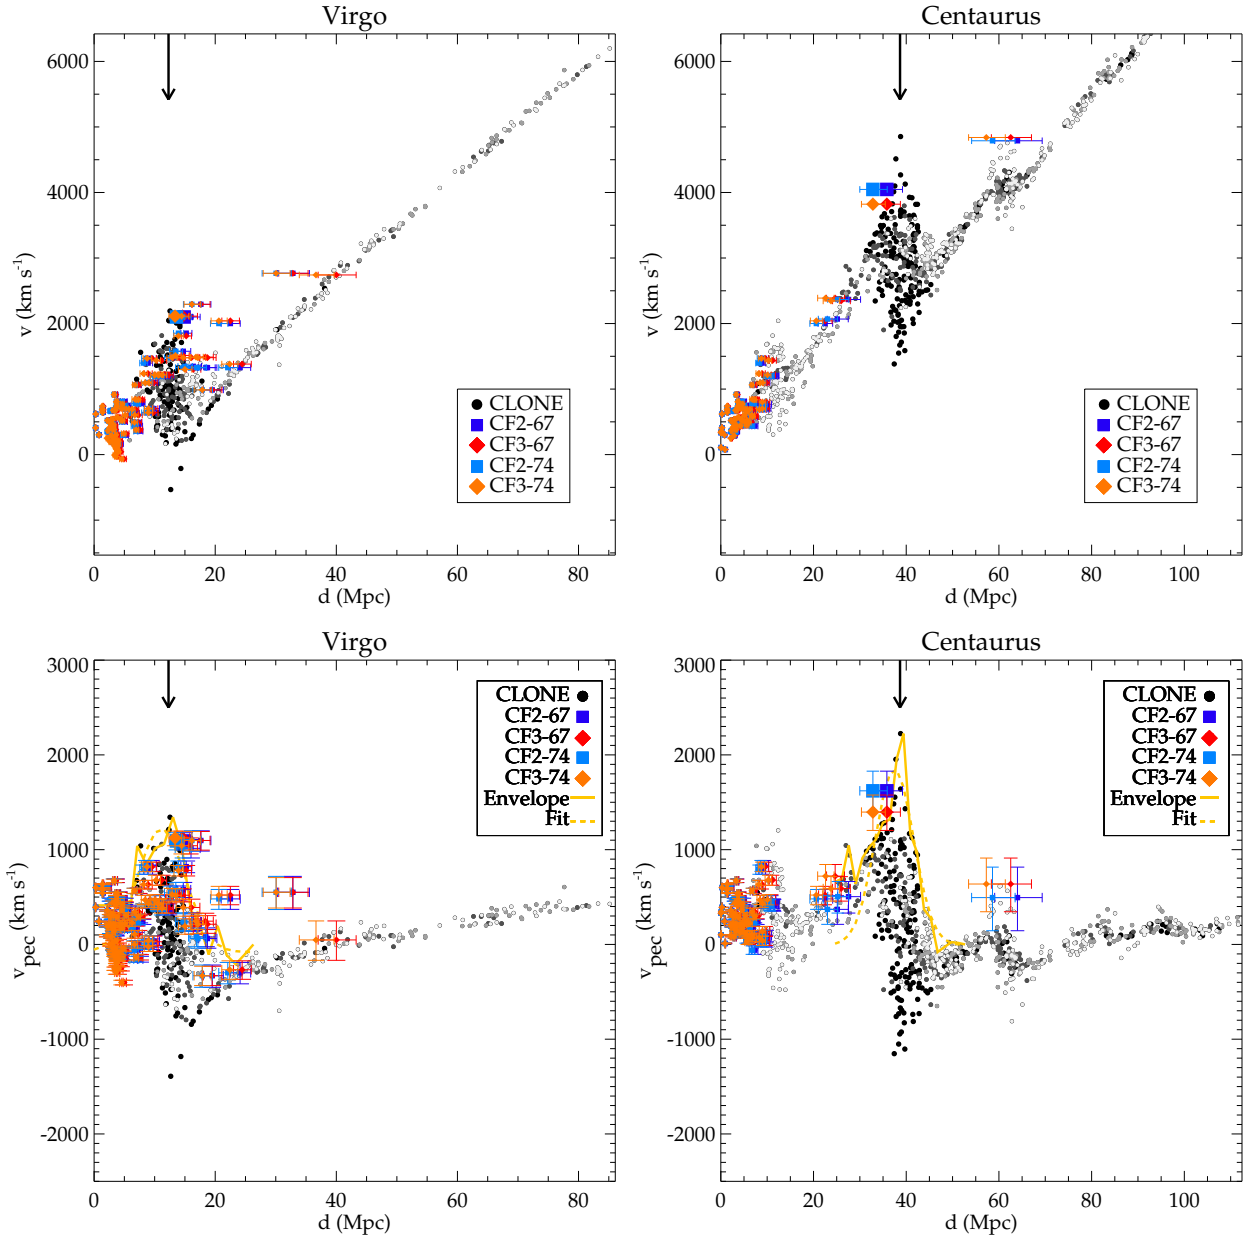 Virgo
6000
4000
2000
0
v (km s-1)
CLONE
CF2-67
CF3-67
CF2-74
CF3-74
0 20 40 60 80
d (Mpc)
Centaurus
6000
4000
2000
0
v (km s-1)
CLONE
CF2-67
CF3-67
CF2-74
CF3-74
0 20 40 60 80 100
d (Mpc)
Virgo
3000
2000
1000
0
-1000
-2000
vpec (km s-1)
CLONE
CF2-67
CF3-67
CF2-74
CF3-74
Envelope
Fit
0 20 40 60 80
d (Mpc)
Centaurus
3000
2000
1000
0
-1000
-2000
vpec (km s-1)
CLONE
CF2-67
CF3-67
CF2-74
CF3-74
Envelope
Fit
0 20 40 60 80 100
d (Mpc)